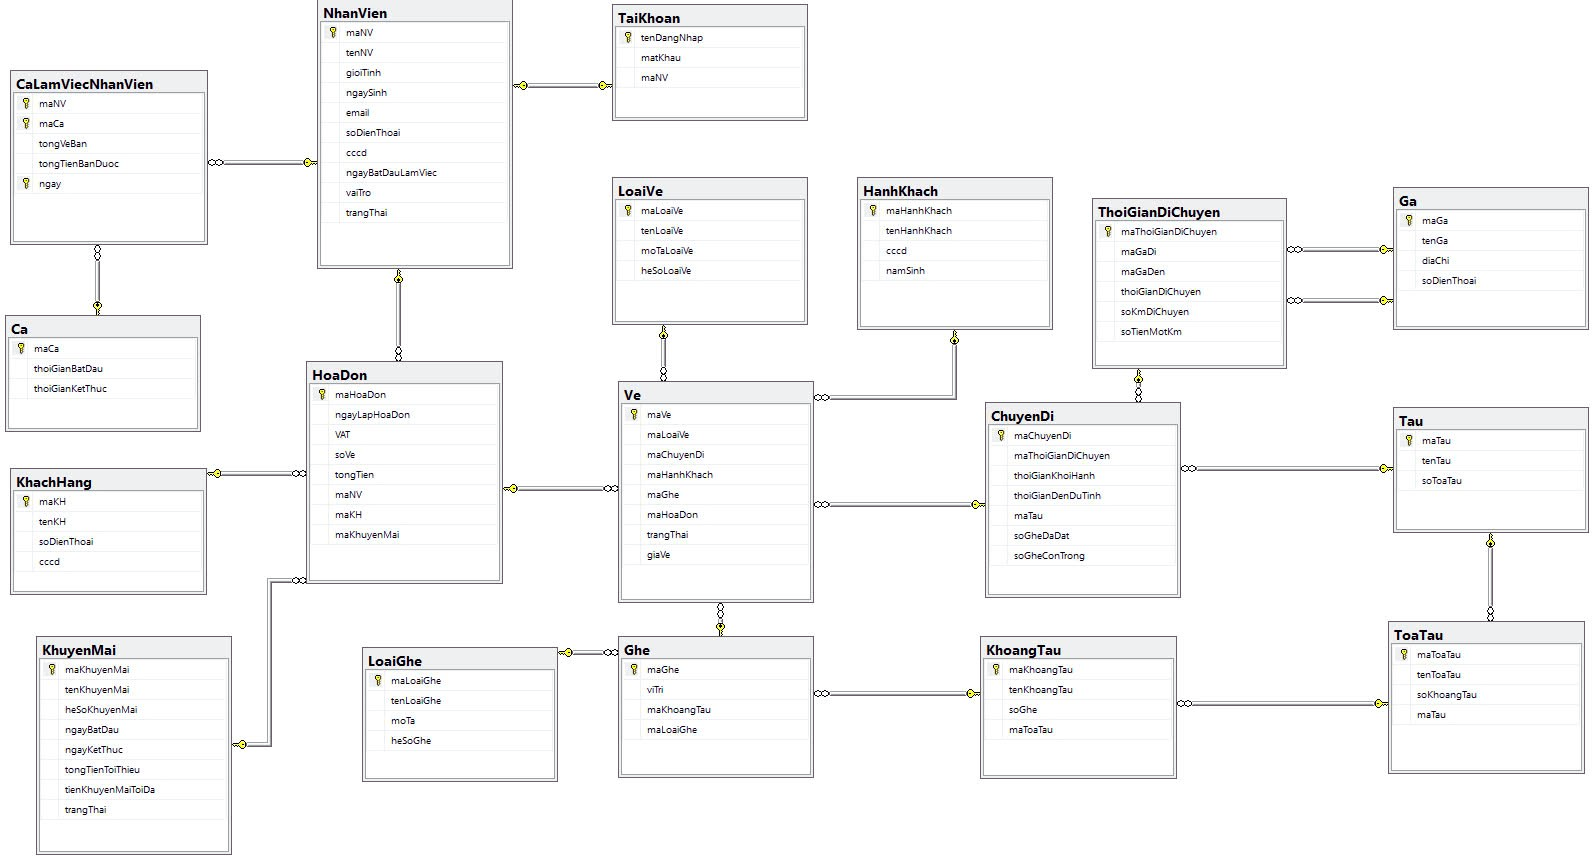 NhanVien
maNV
tenNV
gioiTinh
ngaySinh
email
soDienThoai
cccd
ngayBatDauLamViec
vaiTro
trangThai
TaiKhoan
tenDangNhap
matKhau
maNV
CaLamViecNhanVien
maNV
maCa
tongVeBan
tongTienBanDuoc
ngay
LoaiVe
maLoaiVe
tenLoaiVe
moTaLoaiVe
heSoLoaiVe
HanhKhach
maHanhKhach
tenHanhKhach
cccd
namSinh
ThoiGianDiChuyen
maThoiGianDiChuyen
maGaDi
maGaDen
thoiGianDiChuyen
soKmDiChuyen
soTienMotKm
Ga
maGa
tenGa
diaChi
soDienThoai
Ca
maCa
thoiGianBatDau
thoiGianKetThuc
HoaDon
maHoaDon
ngayLapHoaDon
VAT
soVe
tongTien
maNV
maKH
maKhuyenMai
Ve
maVe
maLoaiVe
maChuyenDi
maHanhKhach
maGhe
maHoaDon
trangThai
giaVe
ChuyenDi
maChuyenDi
maThoiGianDiChuyen
thoiGianKhoiHanh
thoiGianDenDuTinh
maTau
soGheDaDat
soGheConTrong
Tau
maTau
tenTau
soToaTau
KhachHang
maKH
tenKH
soDienThoai
cccd
KhuyenMai
maKhuyenMai
tenKhuyenMai
heSoKhuyenMai
ngayBatDau
ngayKetThuc
tongTienToiThieu
tienKhuyenMaiToiDa
trangThai
LoaiGhe
maLoaiGhe
tenLoaiGhe
moTa
heSoGhe
Ghe
maGhe
viTri
maKhoangTau
maLoaiGhe
KhoangTau
maKhoangTau
tenKhoangTau
soGhe
maToaTau
ToaTau
maToaTau
tenToaTau
soKhoangTau
maTau